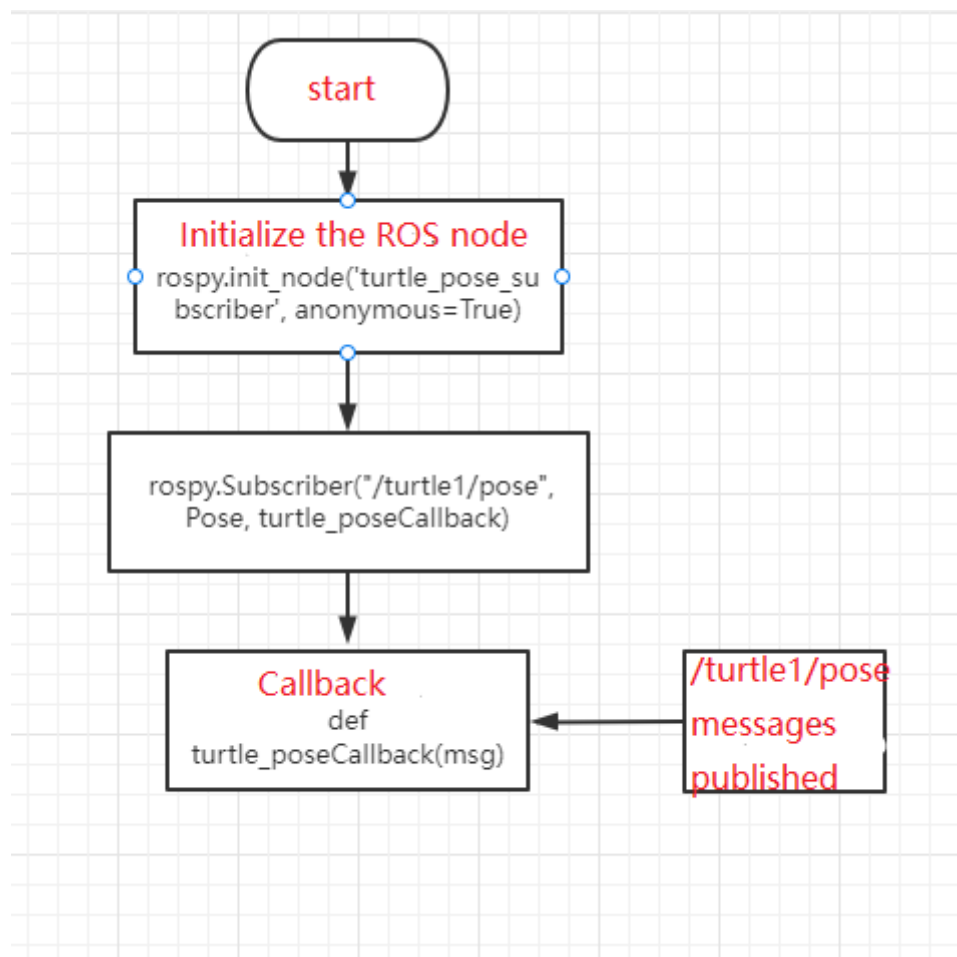 start
Initialize the ROS node
rospy.init_node('turtle_pose_su
bscriber', anonymous=True)
rospy.Subscriber("/turtle1/pose",
Pose, turtle_poseCallback)
Callback
def
turtle_poseCallback(msg)
/turtle1/pose
messages
published